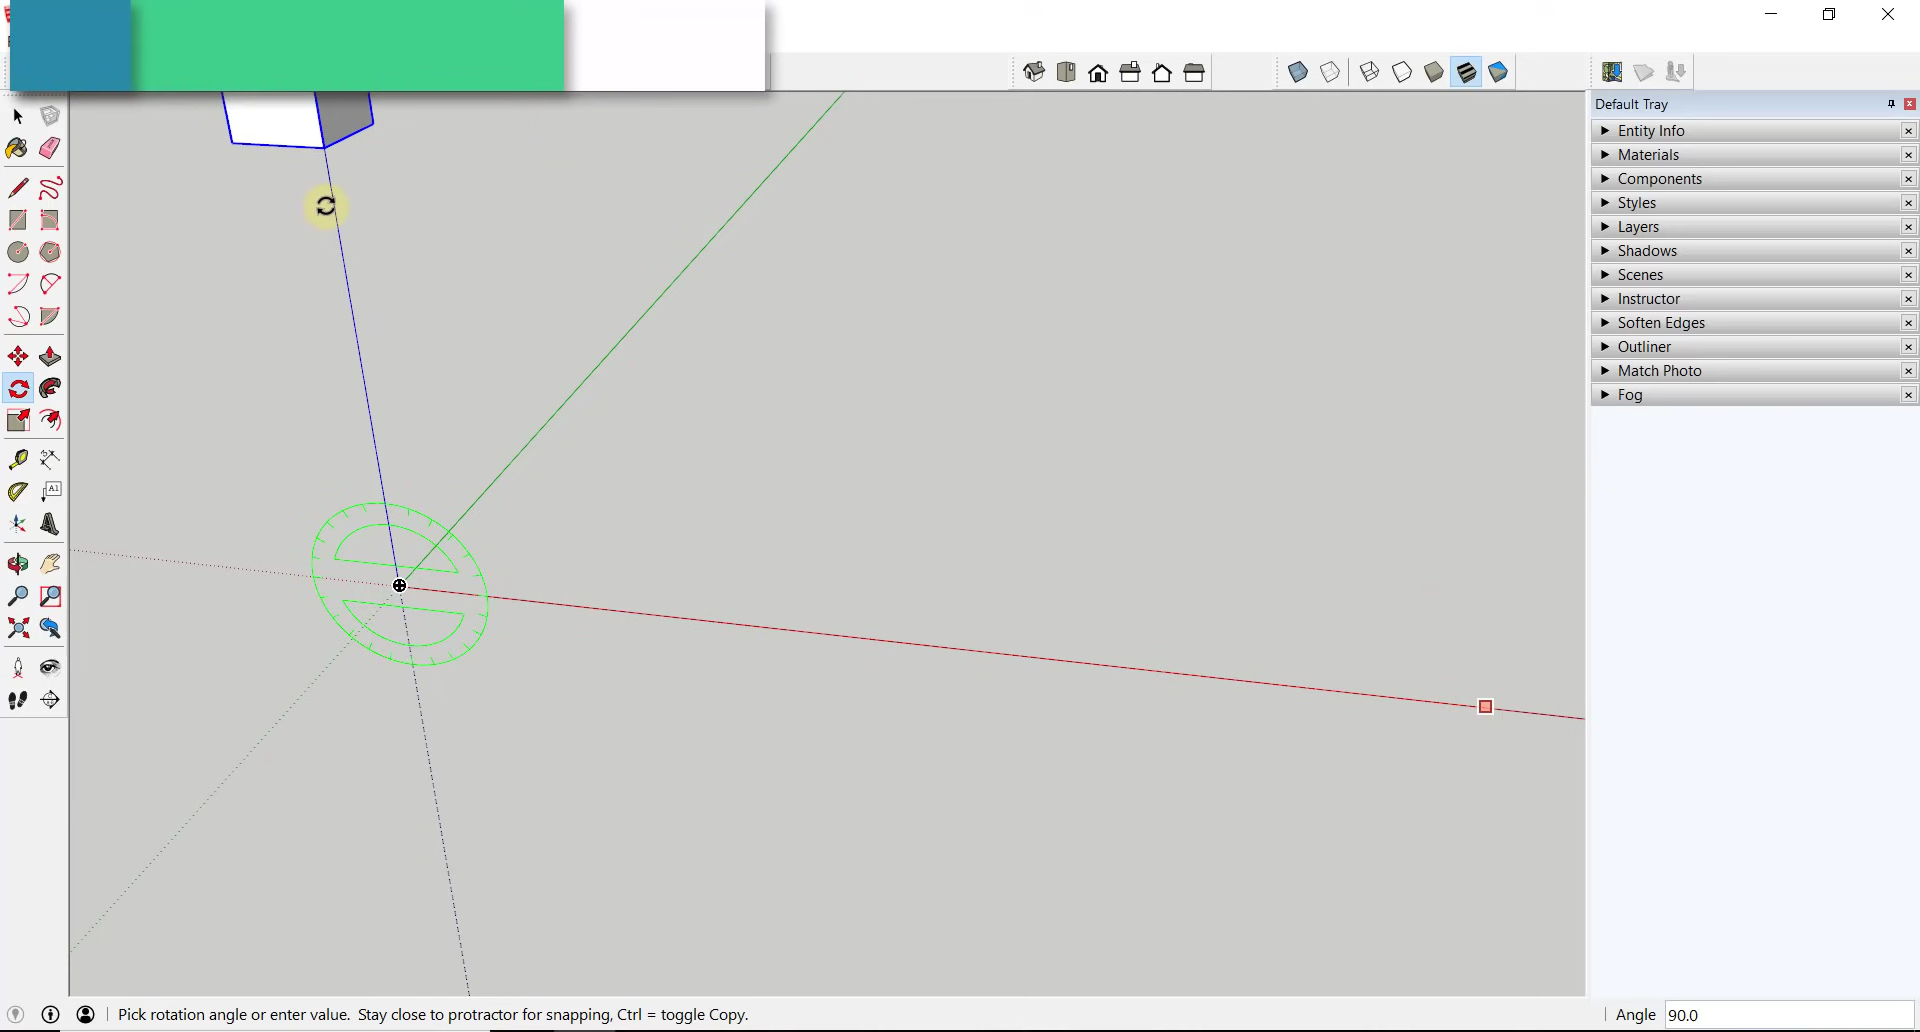 Default Tray
Entity Info
Materials
Components
Styles
Layers
Shadows
Scenes
Instructor
Soften Edges
Outliner
Match Photo
Fog
A1
Pick rotation angle or enter value. Stay close to protractor for snapping, Ctrl = toggle Copy.
Angle 90.0